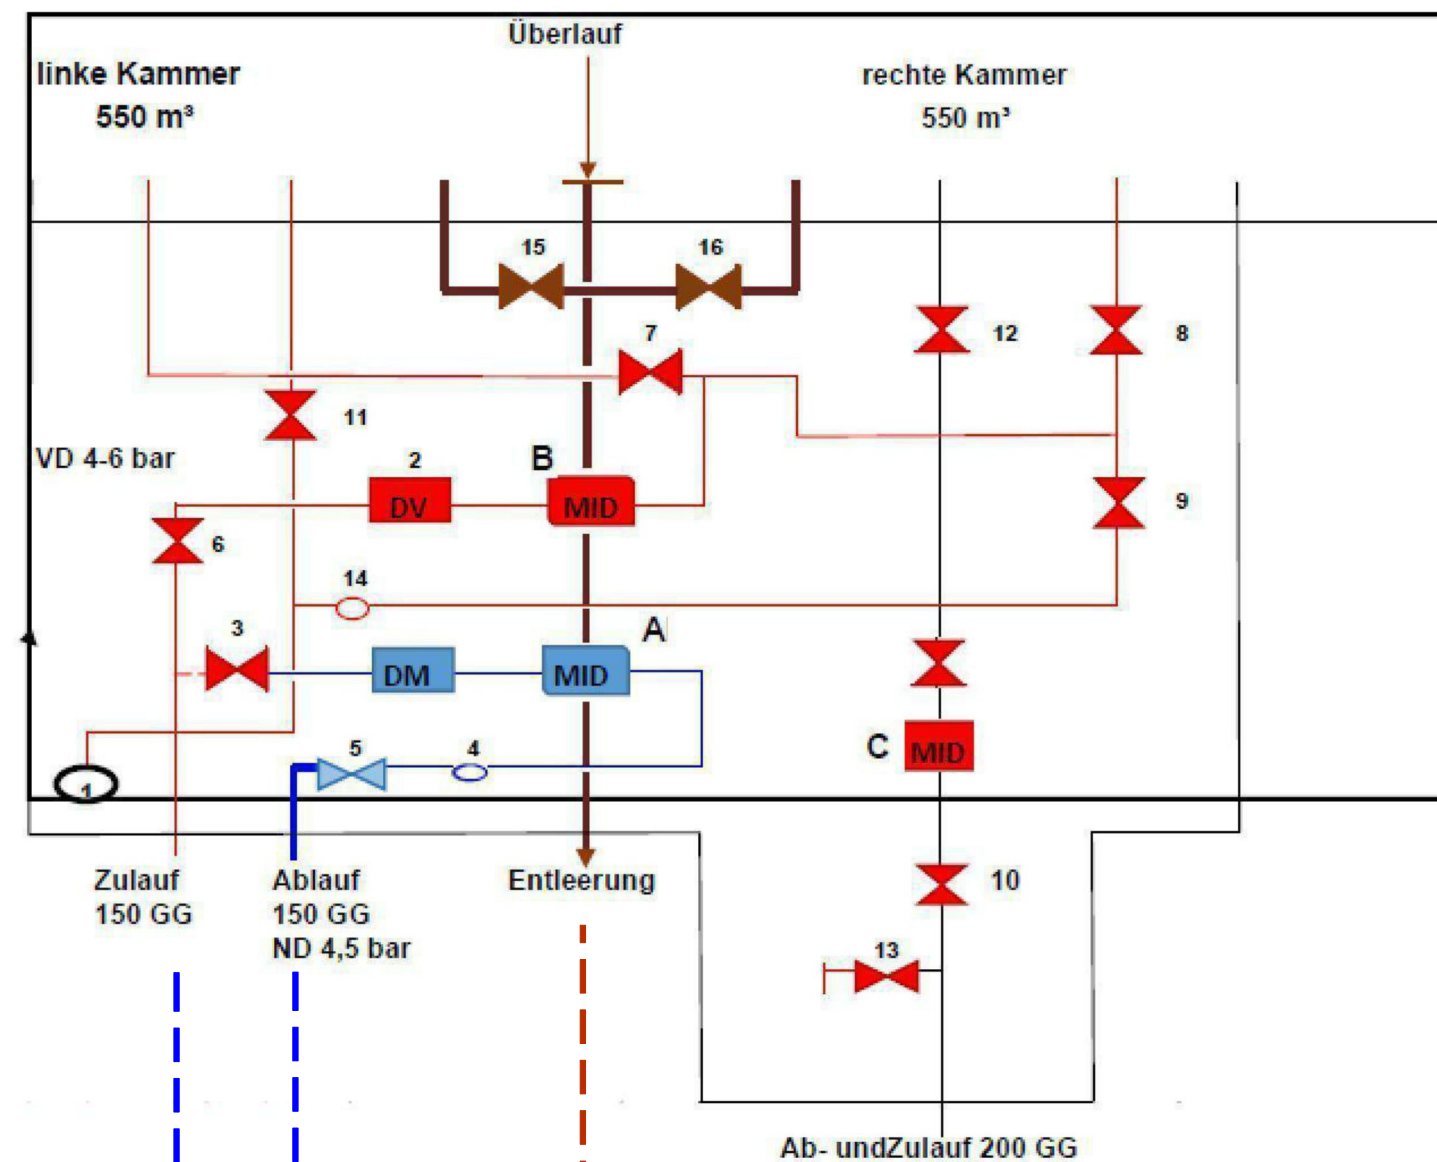 Überlauf
linke Kammer
550 m³
rechte Kammer
550 m³
15
16
7
12
8
11
VD 4-6 bar
2
B
DV
MID
9
6
14
3
A
DM
MID
C
MID
5
4
1
Zulauf
150 GG
Ablauf
150 GG
ND 4,5 bar
Entleerung
10
13
Ab- undZulauf 200 GG